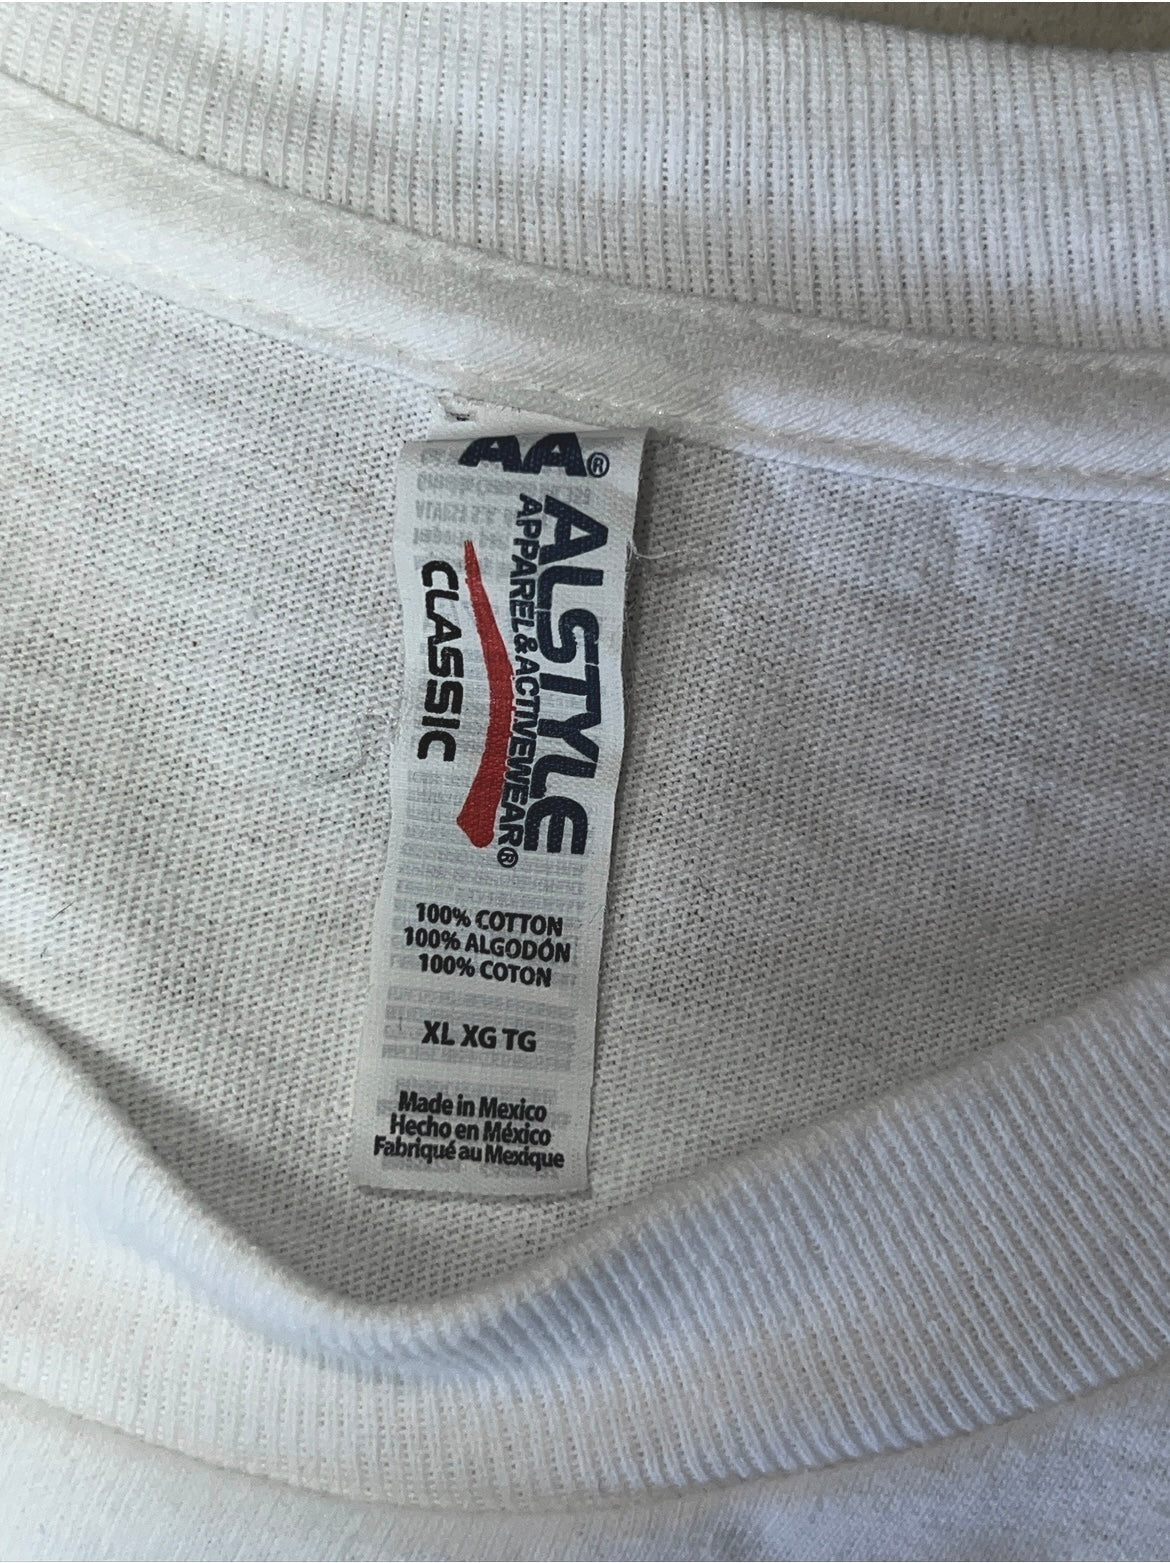 AA®
ALSTYLE
APPAREL & ACTIVEWEAR®
CLASSIC
100% COTTON
100% ALGODÓN
100% COTON
XL XG TG
Made in Mexico
Hecho en México
Fabriqué au Mexique